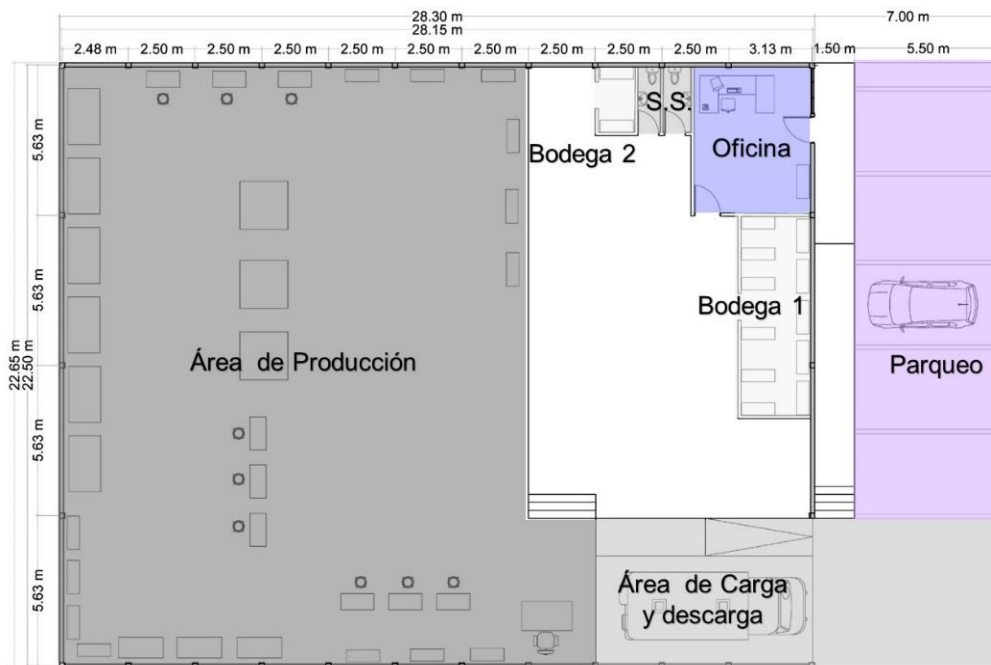 28.30 m
7.00 m
28.15 m
2.48 m 2.50 m 2.50 m 2.50 m 2.50 m 2.50 m 2.50 m 2.50 m 2.50 m 2.50 m 3.13 m 1.50 m 5.50 m
S.S.
Bodega 2
Oficina
5.63 m
5.63 m
Bodega 1
22.65 m
22.50 m
Área de Producción
Parqueo
5.63 m
5.63 m
Área de Carga
y descarga